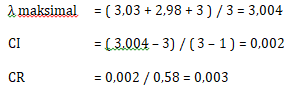 λ maksimal = ( 3,03 + 2,98 + 3 ) / 3 = 3,004
CI = ( 3,004 – 3) / ( 3 – 1 ) = 0,002
CR = 0,002 / 0,58 = 0,003